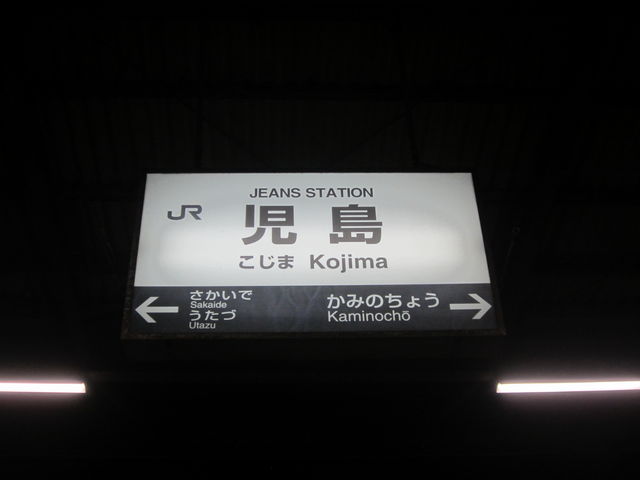 JEANS STATION
JR
児島
こじま Kojima
さかいで
Sakaide
うたづ
Utazu
かみのちょう
Kaminochō